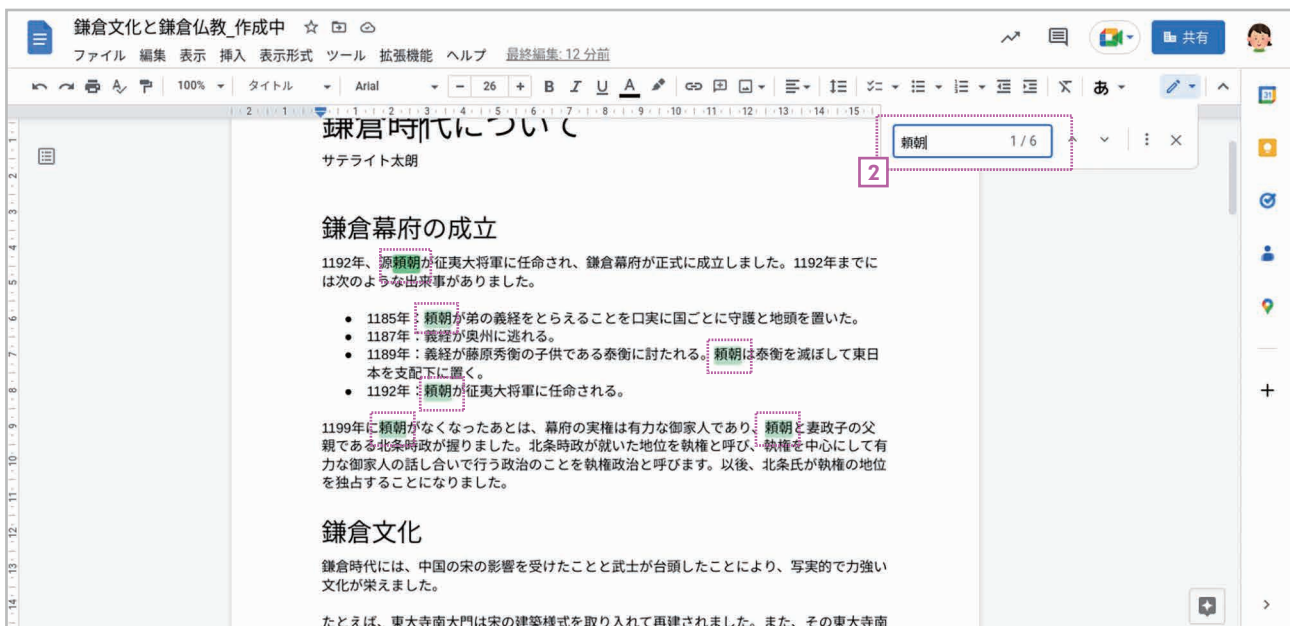 鎌倉文化と鎌倉仏教_作成中
ファイル 編集 表示 挿入 表示形式 ツール 拡張機能 ヘルプ 最終編集: 12 分前
共有
100% タイトル Arial － 26 + B I U A あ
2 1 1 2 3 4 5 6 7 8 9 10 11 12 13 14 15
頼朝 1 / 6
2
31
鎌倉時代について
サテライト太朗
鎌倉幕府の成立
1192年、源頼朝が征夷大将軍に任命され、鎌倉幕府が正式に成立しました。1192年までに
は次のような出来事がありました。
● 1185年：頼朝が弟の義経をとらえることを口実に国ごとに守護と地頭を置いた。
● 1187年：義経が奥州に逃れる。
● 1189年：義経が藤原秀衡の子供である泰衡に討たれる。頼朝は泰衡を滅ぼして東日
本を支配下に置く。
● 1192年：頼朝が征夷大将軍に任命される。
1199年に頼朝がなくなったあとは、幕府の実権は有力な御家人であり、頼朝と妻政子の父
親である北条時政が握りました。北条時政が就いた地位を執権と呼び、執権を中心にして有
力な御家人の話し合いで行う政治のことを執権政治と呼びます。以後、北条氏が執権の地位
を独占することになりました。
鎌倉文化
鎌倉時代には、中国の宋の影響を受けたことと武士が台頭したことにより、写実的で力強い
文化が栄えました。
たとえば、東大寺南大門は宋の建築様式を取り入れて再建されました。また、その東大寺南